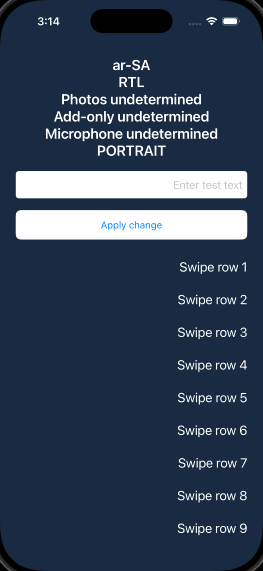 3:14
ar-SA
RTL
Photos undetermined
Add-only undetermined
Microphone undetermined
PORTRAIT
Enter test text
Apply change
Swipe row 1
Swipe row 2
Swipe row 3
Swipe row 4
Swipe row 5
Swipe row 6
Swipe row 7
Swipe row 8
Swipe row 9